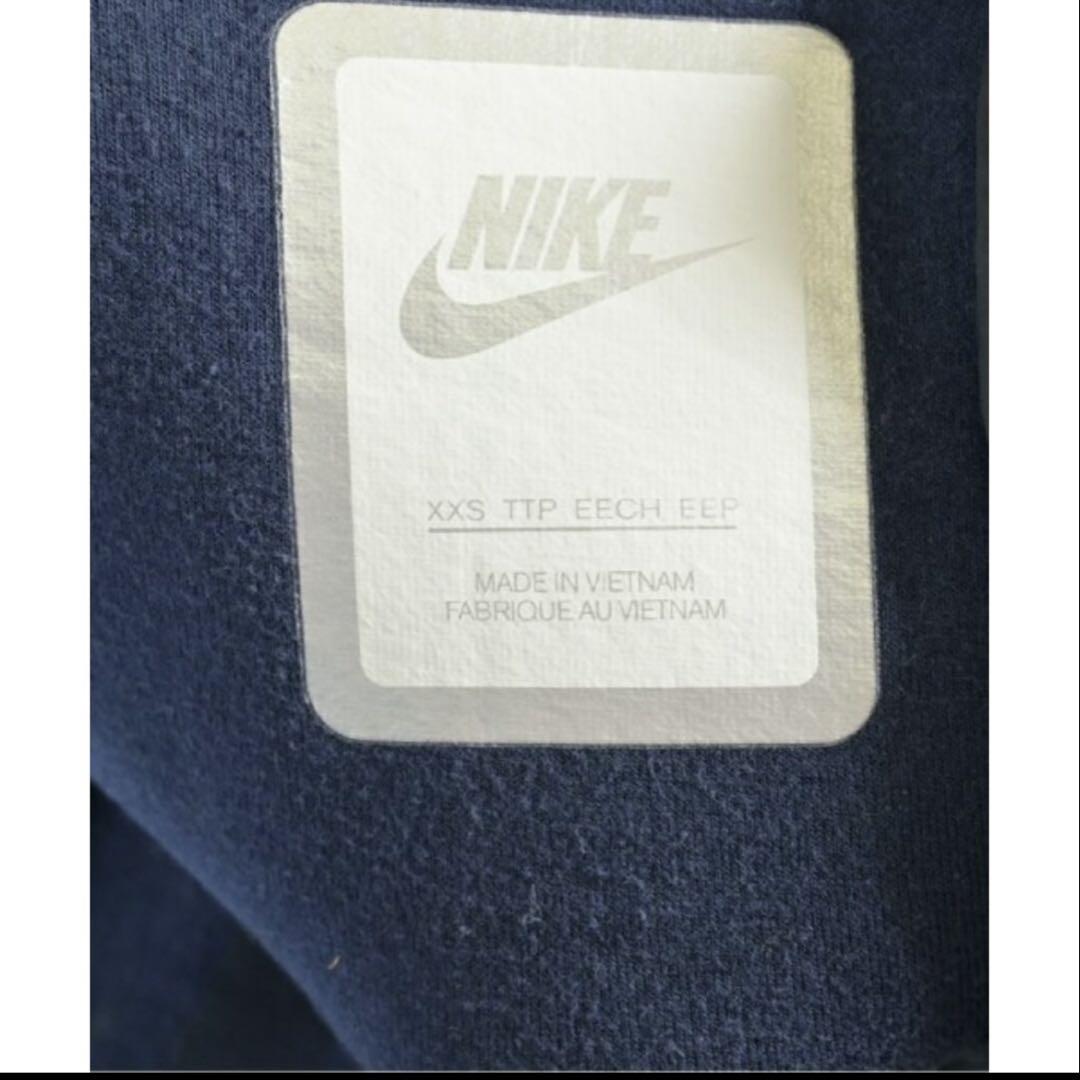 NIKE
XXS TTP EECH EEP
MADE IN VIETNAM
FABRIQUE AU VIETNAM